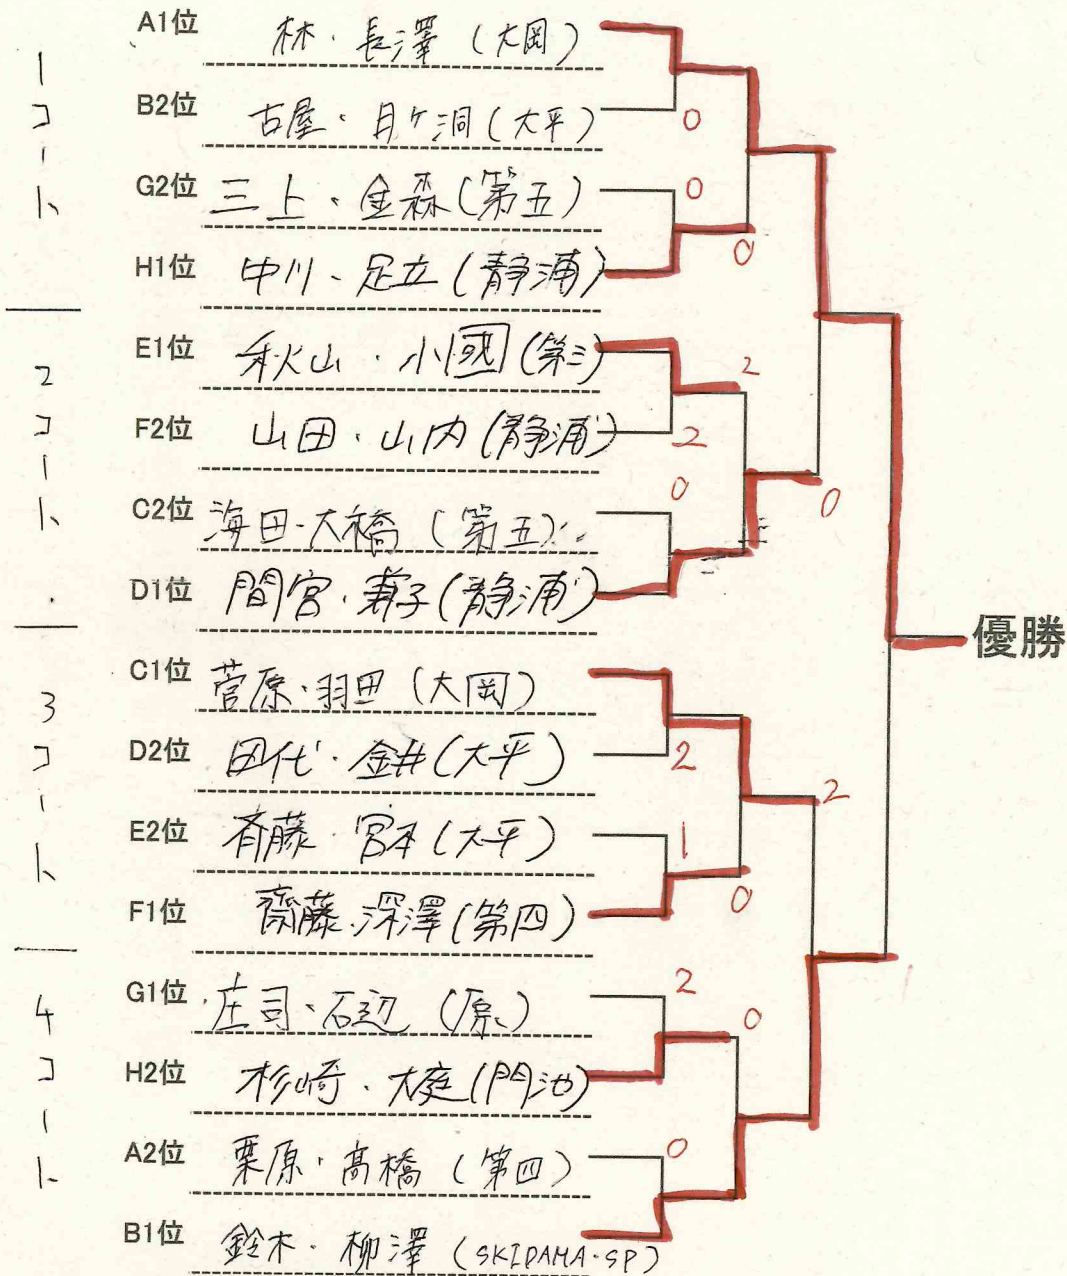 A1位 林・長澤 (大岡)
B2位 古屋・月ケ洞 (大平)
0
1コート
G2位 三上・金森 (第五)
0
H1位 中川・足立 (静浦)
0
E1位 秋山・小國 (第三)
2
2コート
F2位 山田・山内 (静浦)
2
0
C2位 海田・大橋 (第五)
0
D1位 間宮・兼子 (静浦)
優勝
C1位 菅原・羽田 (大岡)
3コート
D2位 田代・金井 (大平)
2
2
E2位 斉藤 宮本 (大平)
1
0
F1位 齋藤・深澤 (第四)
G1位 庄司・石辺 (原)
2
0
4コート
H2位 杉崎・大庭 (門池)
A2位 栗原・高橋 (第四)
0
B1位 鈴木・柳澤 (SKIDAMA・SP)